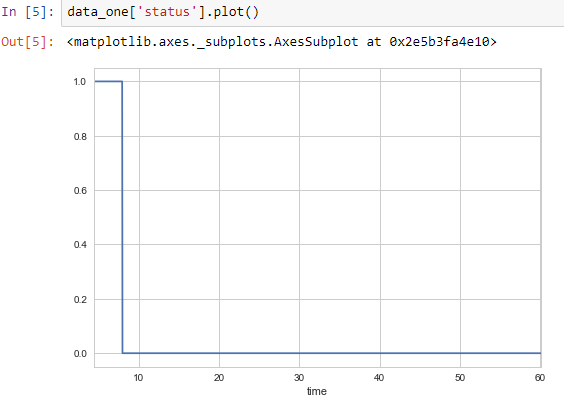 In [5]: data_one['status'].plot()
Out[5]: <matplotlib.axes._subplots.AxesSubplot at 0x2e5b3fa4e10>
1.0
0.8
0.6
0.4
0.2
0.0
10 20 30 40 50 60
time